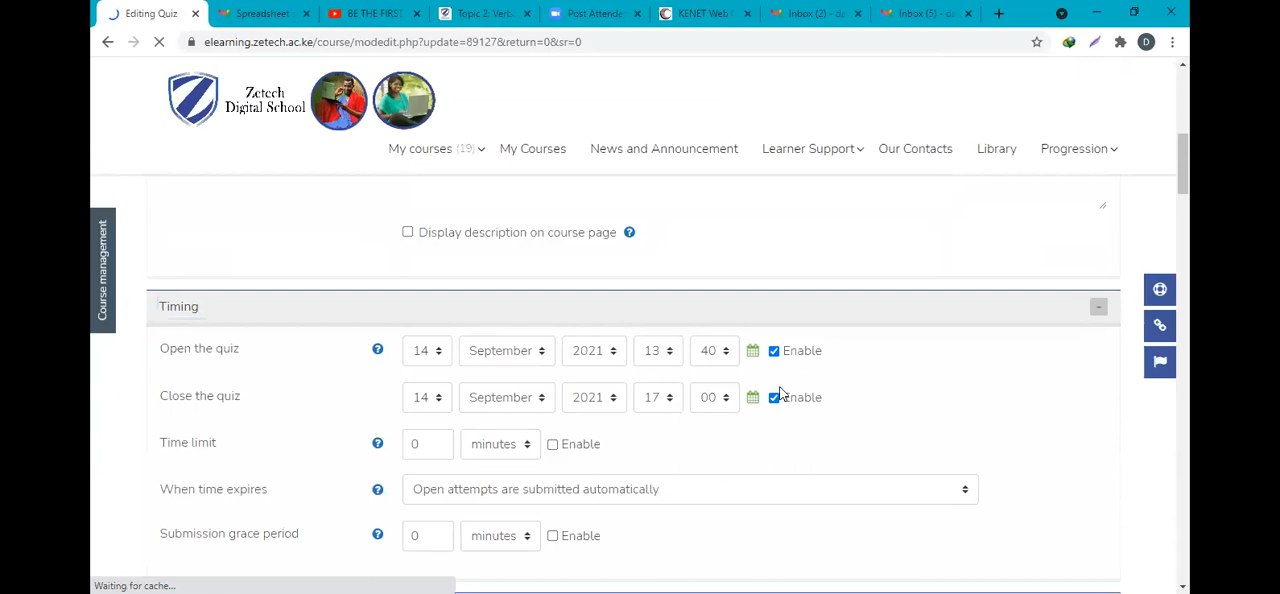 Editing Quiz
Spreadsheet
BE THE FIRST
Topic 2: Verb
Post Attende
KENET Web
Inbox (2) - da
Inbox (5) - da
elearning.zetech.ac.ke/course/modedit.php?update=89127&return=0&sr=0
D
Zetech
Digital School
My courses (19)
My Courses
News and Announcement
Learner Support
Our Contacts
Library
Progression
Course management
Display description on course page
Timing
Open the quiz
14 September 2021 13 40 Enable
Close the quiz
14 September 2021 17 00 Enable
Time limit
0 minutes Enable
When time expires
Open attempts are submitted automatically
Submission grace period
0 minutes Enable
Waiting for cache...